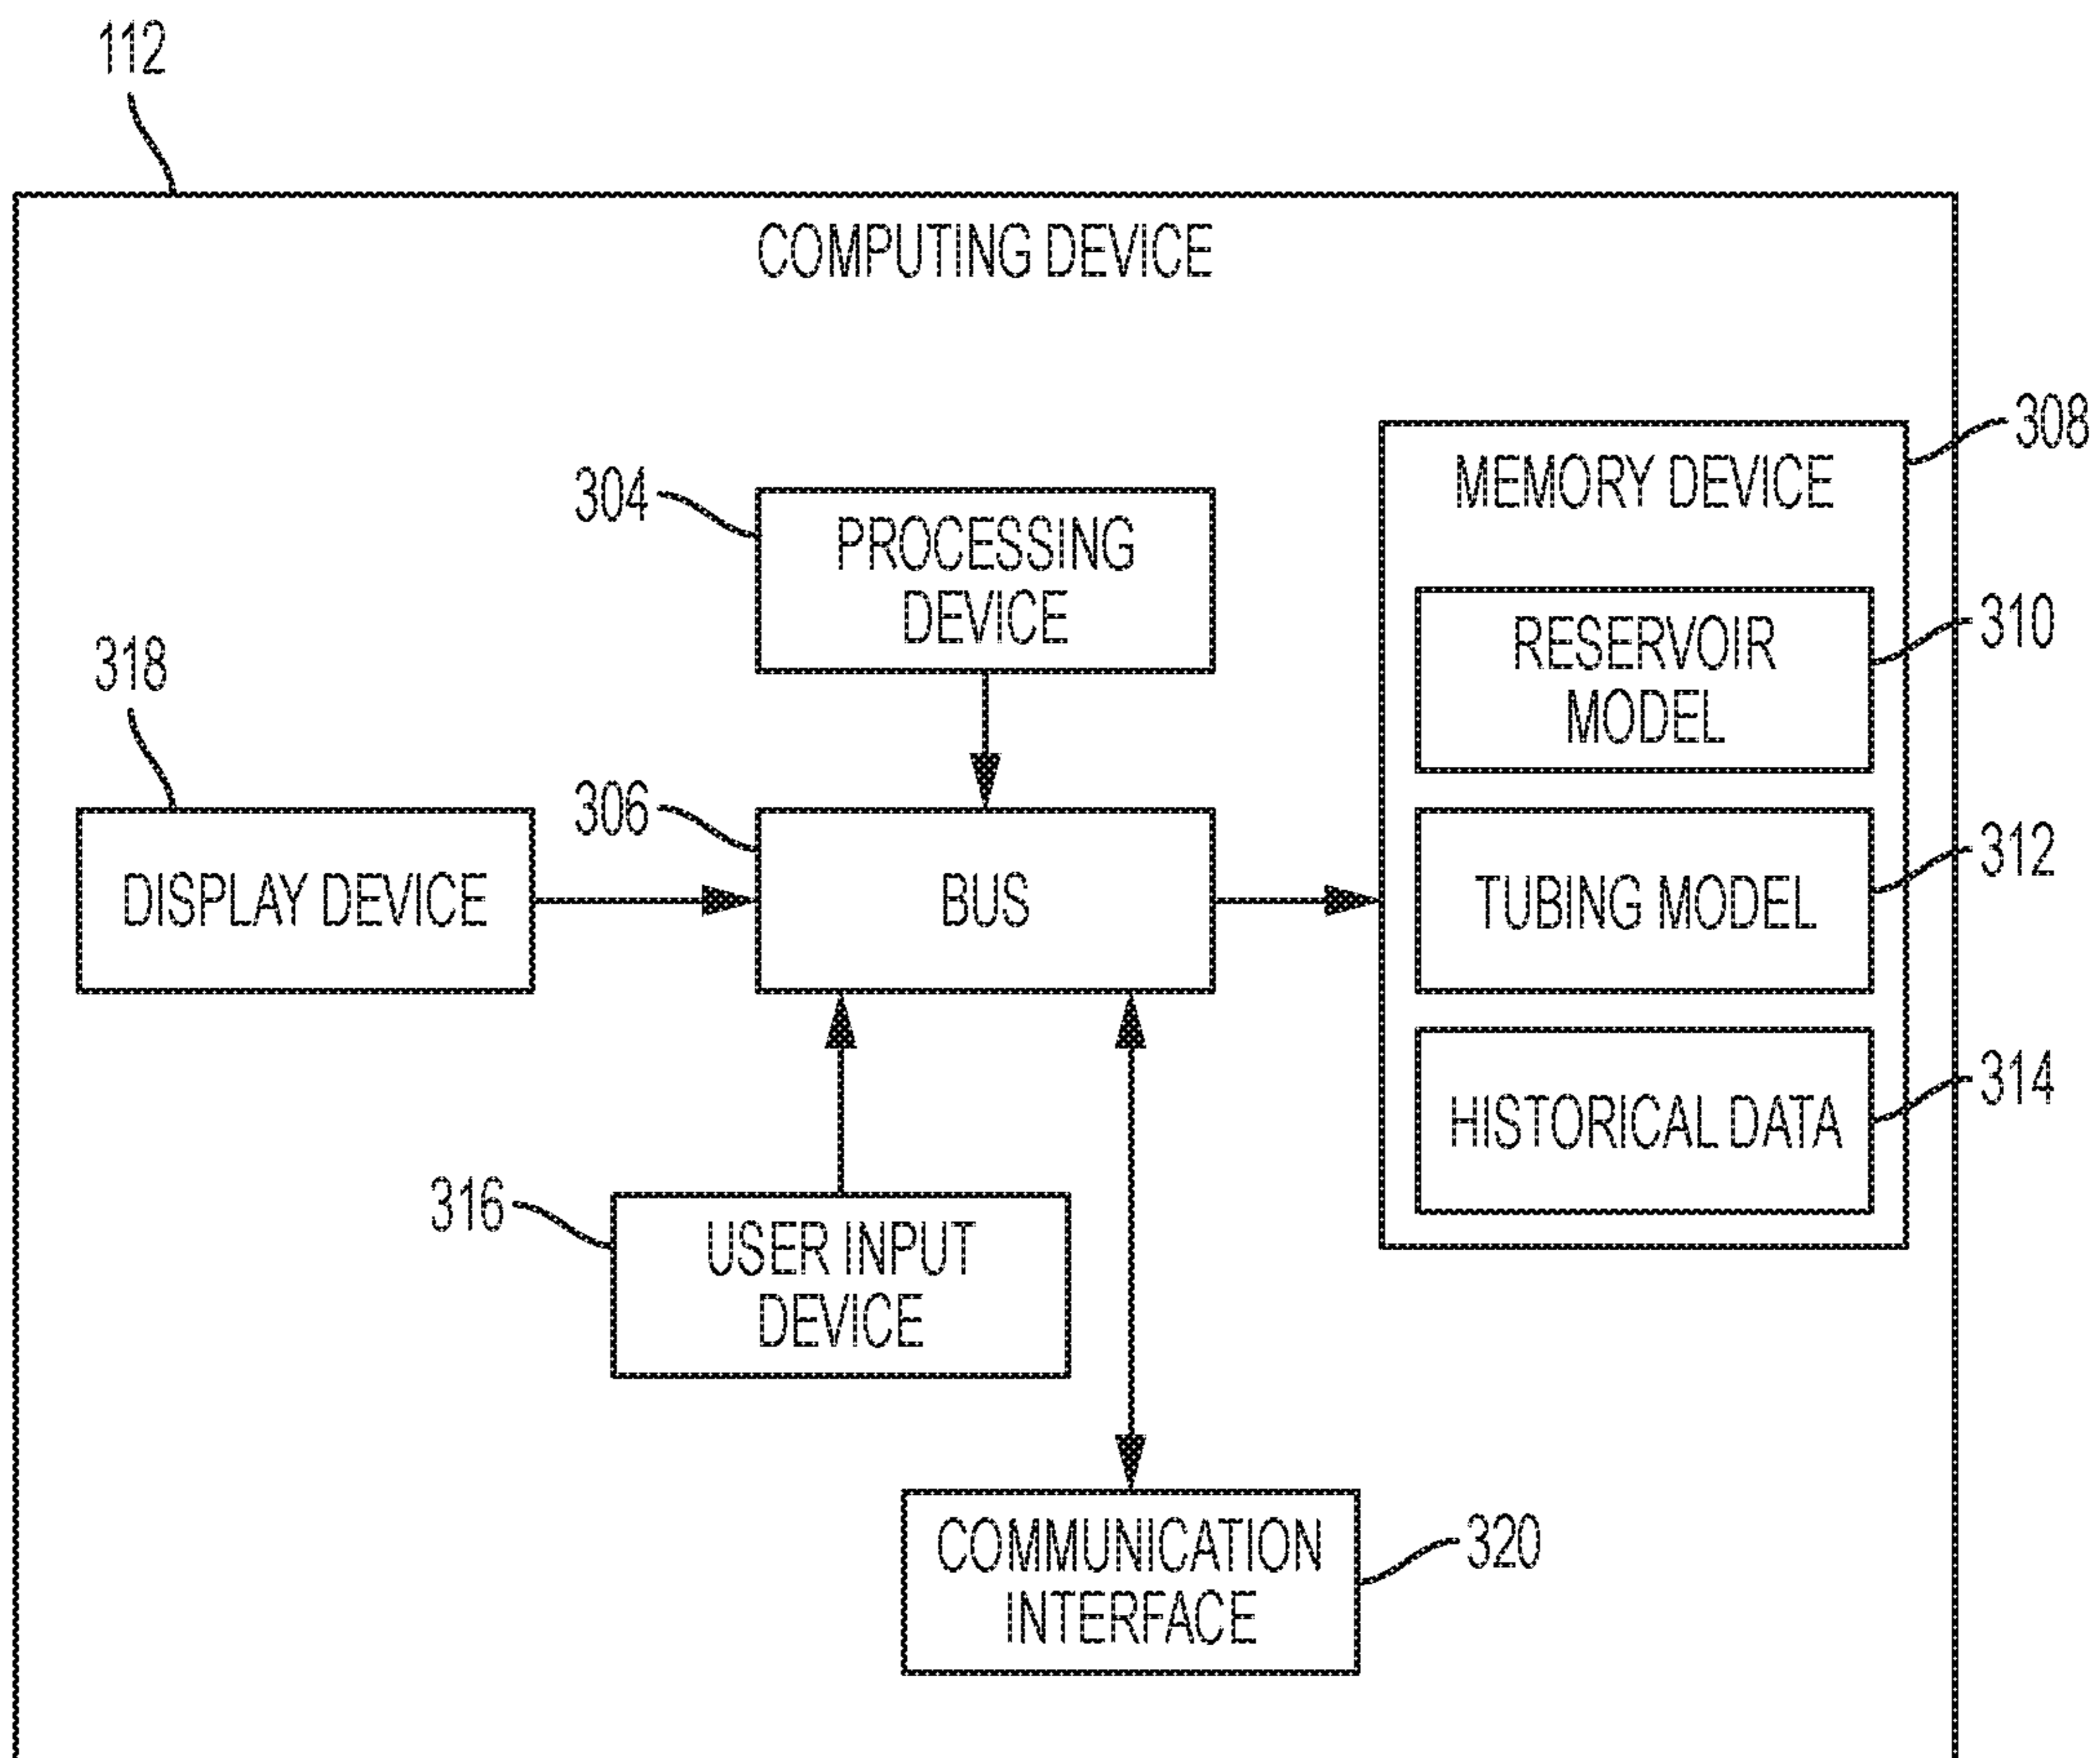 112
COMPUTING DEVICE
308
MEMORY DEVICE
304
PROCESSING
DEVICE
310
RESERVOIR
MODEL
318
DISPLAY DEVICE
306
BUS
312
TUBING MODEL
314
HISTORICAL DATA
316
USER INPUT
DEVICE
320
COMMUNICATION
INTERFACE